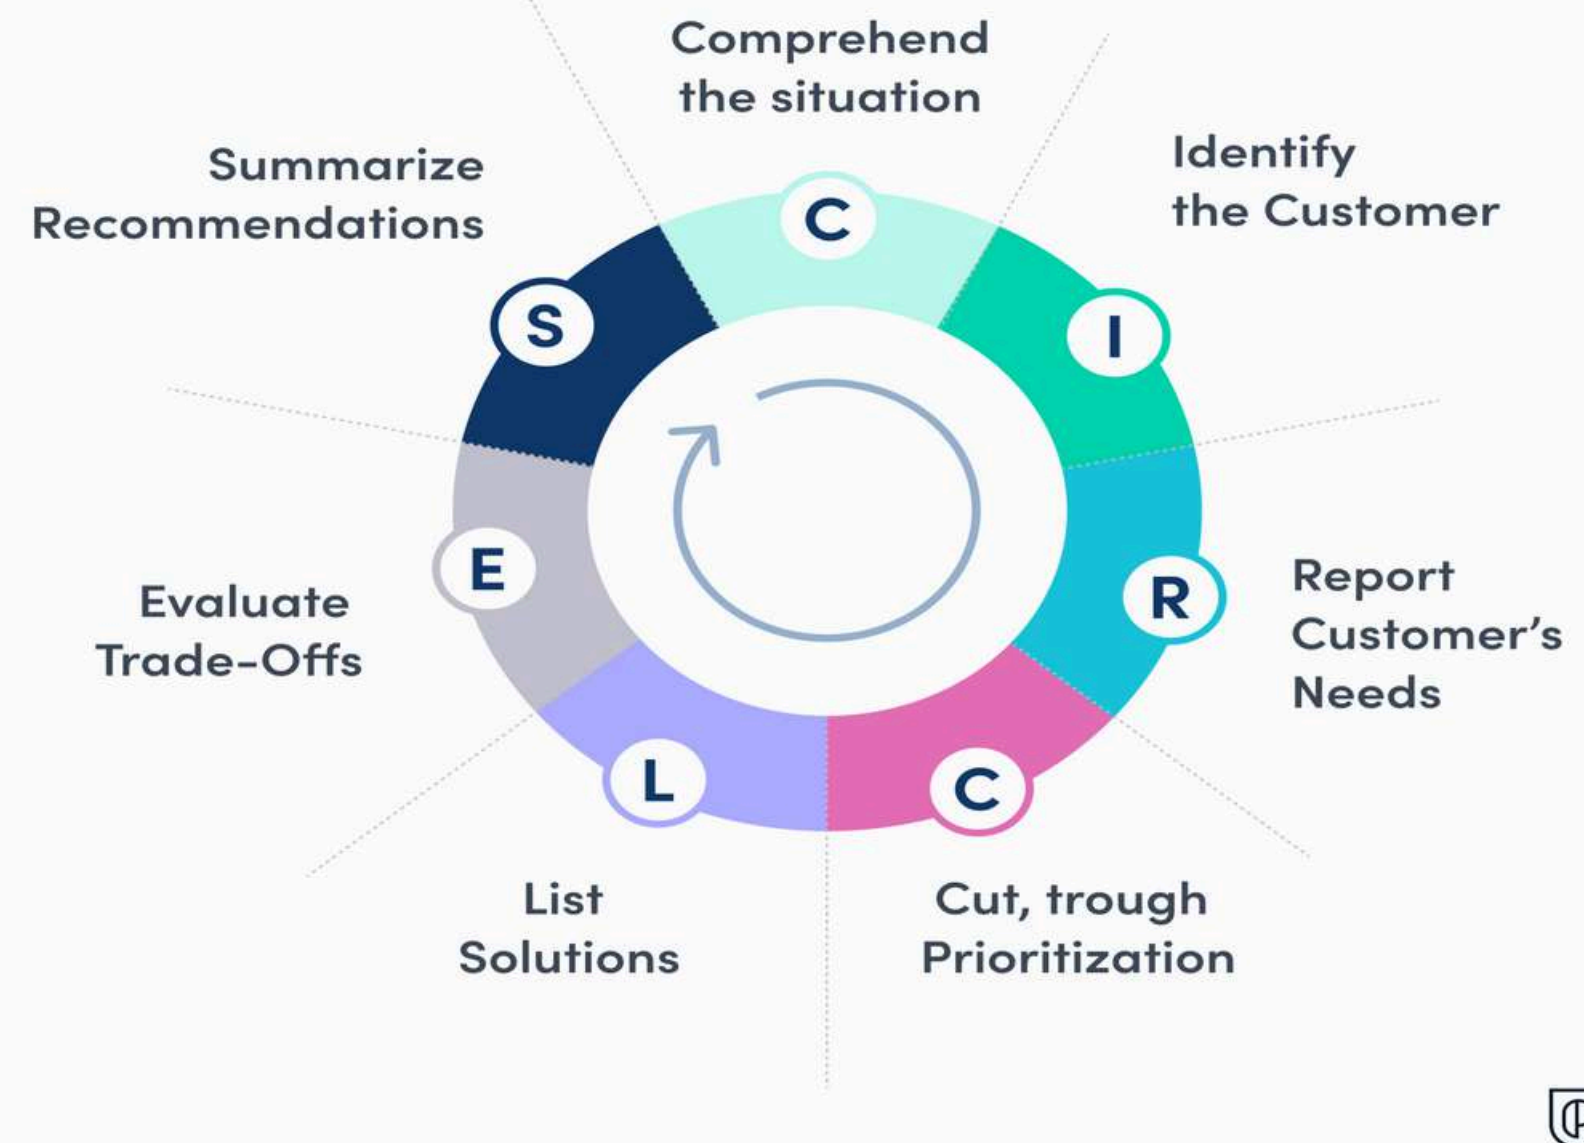 Comprehend
the situation
C
Identify
the Customer
I
Report
Customer’s
Needs
R
Cut, trough
Prioritization
C
List
Solutions
L
Evaluate
Trade-Offs
E
Summarize
Recommendations
S